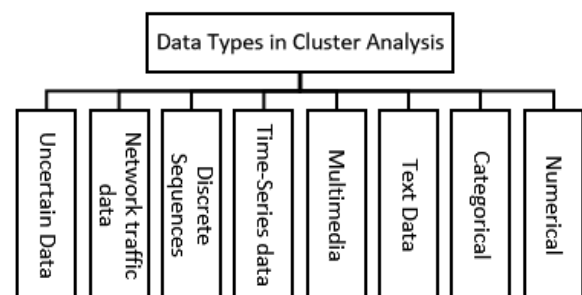 Data Types in Cluster Analysis
Uncertain Data
Network traffic
data
Discrete
Sequences
Time-Series data
Multimedia
Text Data
Categorical
Numerical